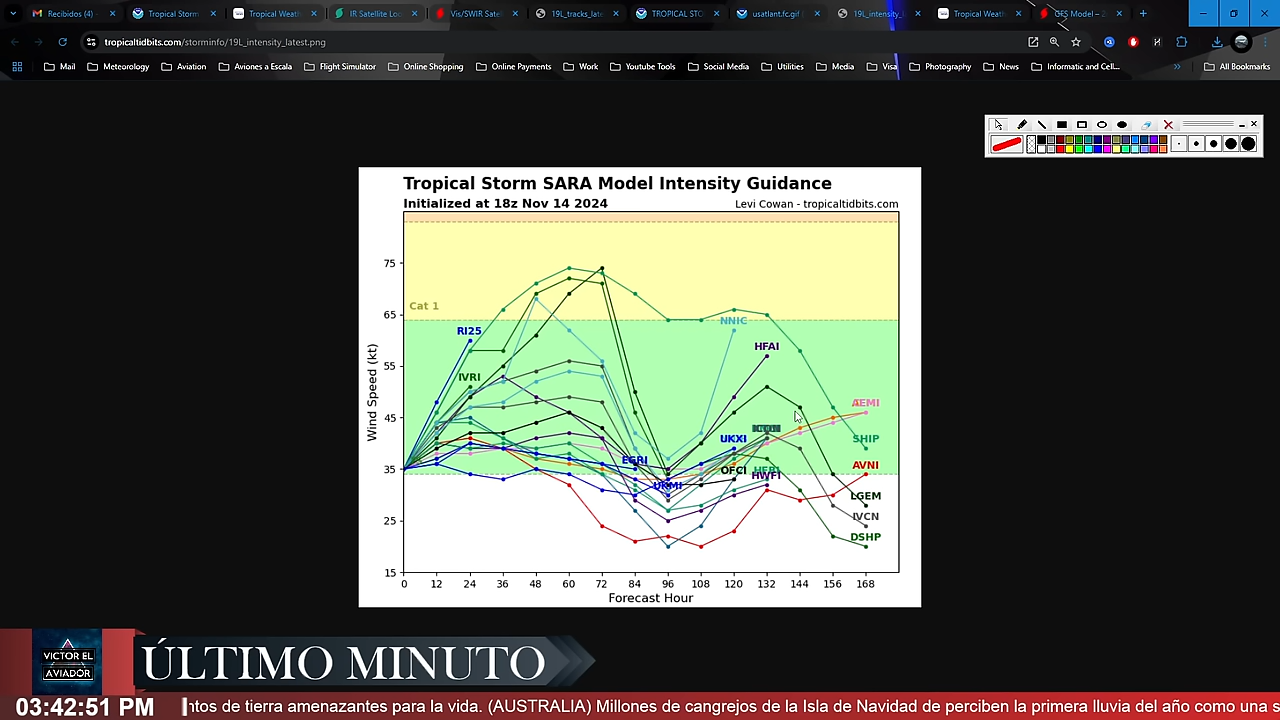 Recibidos (4) -
Tropical Storm
Tropical Weath
IR Satellite Loo
Vis/SWIR Satel
19L_tracks_late
TROPICAL STO
usatlant.fc.gif (
19L_intensity_l
Tropical Weath
GFS Model – 2
tropicaltidbits.com/storminfo/19L_intensity_latest.png
Mail
Meteorology
Aviation
Aviones a Escala
Flight Simulator
Online Shopping
Online Payments
Work
Youtube Tools
Social Media
Utilities
Media
Visa
Photography
News
Informatic and Cell...
All Bookmarks
Tropical Storm SARA Model Intensity Guidance
Initialized at 18z Nov 14 2024
Levi Cowan - tropicaltidbits.com
75
Cat 1
65
RI25
NNIC
HFAI
55
IVRI
Wind Speed (kt)
45
AEMI
UKXI
SHIP
EGRI
35
OFCI
HWFI
AVNI
UKMI
LGEM
25
IVCN
DSHP
15
0 12 24 36 48 60 72 84 96 108 120 132 144 156 168
Forecast Hour
VICTOR EL
AVIADOR
ÚLTIMO MINUTO
03:42:51 PM
ntos de tierra amenazantes para la vida. (AUSTRALIA) Millones de cangrejos de la Isla de Navidad de perciben la primera lluvia del año como una s